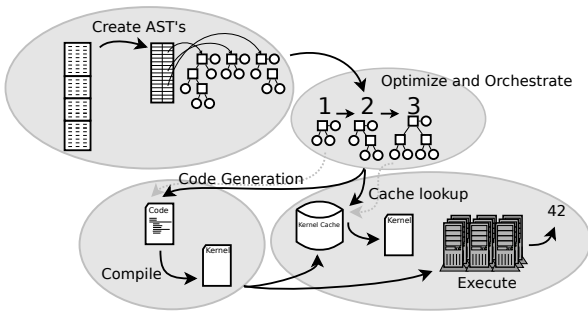 Create AST's
Optimize and Orchestrate
1 2 3
Code Generation
Cache lookup
Code
Kernel Cache
Kernel
42
Kernel
Compile
Execute